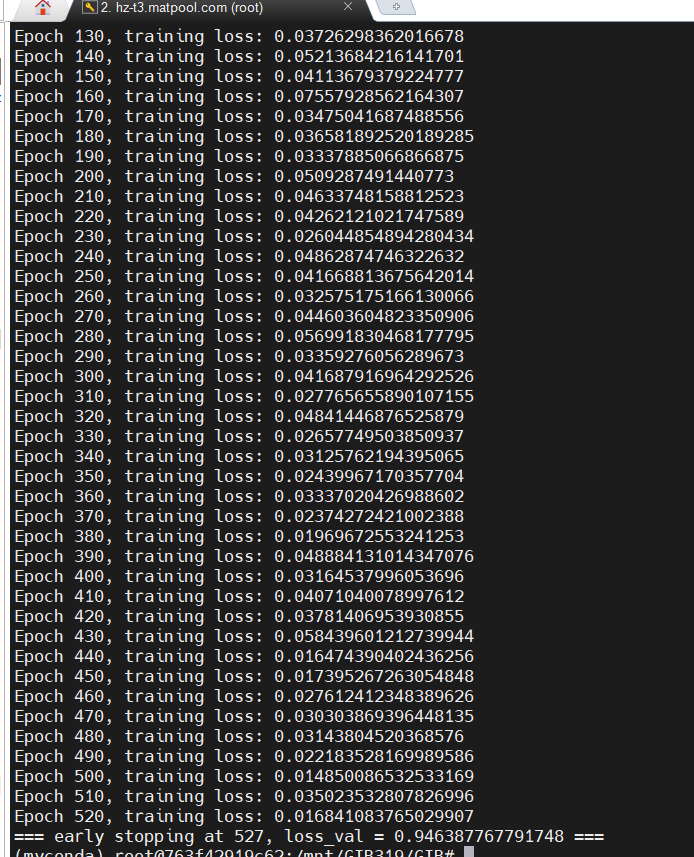 2. hz-t3.matpool.com (root)
Epoch 130, training loss: 0.03726298362016678
Epoch 140, training loss: 0.05213684216141701
Epoch 150, training loss: 0.04113679379224777
Epoch 160, training loss: 0.07557928562164307
Epoch 170, training loss: 0.03475041687488556
Epoch 180, training loss: 0.036581892520189285
Epoch 190, training loss: 0.03337885066866875
Epoch 200, training loss: 0.0509287491440773
Epoch 210, training loss: 0.04633748158812523
Epoch 220, training loss: 0.04262121021747589
Epoch 230, training loss: 0.026044854894280434
Epoch 240, training loss: 0.04862874746322632
Epoch 250, training loss: 0.041668813675642014
Epoch 260, training loss: 0.032575175166130066
Epoch 270, training loss: 0.044603604823350906
Epoch 280, training loss: 0.056991830468177795
Epoch 290, training loss: 0.03359276056289673
Epoch 300, training loss: 0.041687916964292526
Epoch 310, training loss: 0.027765655890107155
Epoch 320, training loss: 0.04841446876525879
Epoch 330, training loss: 0.02657749503850937
Epoch 340, training loss: 0.03125762194395065
Epoch 350, training loss: 0.02439967170357704
Epoch 360, training loss: 0.03337020426988602
Epoch 370, training loss: 0.02374272421002388
Epoch 380, training loss: 0.01969672553241253
Epoch 390, training loss: 0.048884131014347076
Epoch 400, training loss: 0.03164537996053696
Epoch 410, training loss: 0.04071040078997612
Epoch 420, training loss: 0.03781406953930855
Epoch 430, training loss: 0.058439601212739944
Epoch 440, training loss: 0.016474390402436256
Epoch 450, training loss: 0.017395267263054848
Epoch 460, training loss: 0.027612412348389626
Epoch 470, training loss: 0.030303869396448135
Epoch 480, training loss: 0.03143804520368576
Epoch 490, training loss: 0.022183528169989586
Epoch 500, training loss: 0.014850086532533169
Epoch 510, training loss: 0.035023532807826996
Epoch 520, training loss: 0.016841083765029907
=== early stopping at 527, loss_val = 0.946387767791748 ===
(myconda) root@763f42919c62:/mnt/GIB319/GIB#